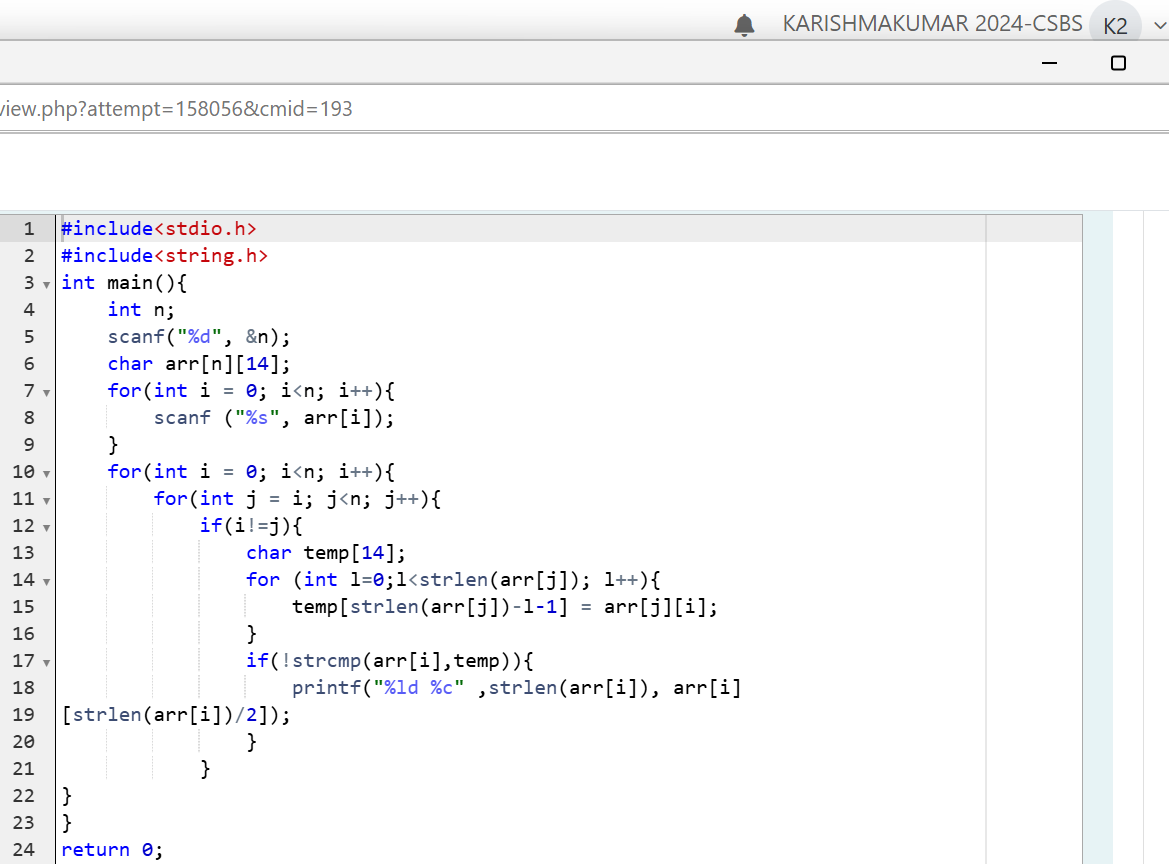 KARISHMAKUMAR 2024-CSBS K2
view.php?attempt=158056&cmid=193
1 #include<stdio.h>
2 #include<string.h>
3 int main(){
4 int n;
5 scanf("%d", &n);
6 char arr[n][14];
7 for(int i = 0; i<n; i++){
8 scanf ("%s", arr[i]);
9 }
10 for(int i = 0; i<n; i++){
11 for(int j = i; j<n; j++){
12 if(i!=j){
13 char temp[14];
14 for (int l=0;l<strlen(arr[j]); l++){
15 temp[strlen(arr[j])-l-1] = arr[j][i];
16 }
17 if(!strcmp(arr[i],temp)){
18 printf("%ld %c" ,strlen(arr[i]), arr[i]
19 [strlen(arr[i])/2]);
20 }
21 }
22 }
23 }
24 return 0;